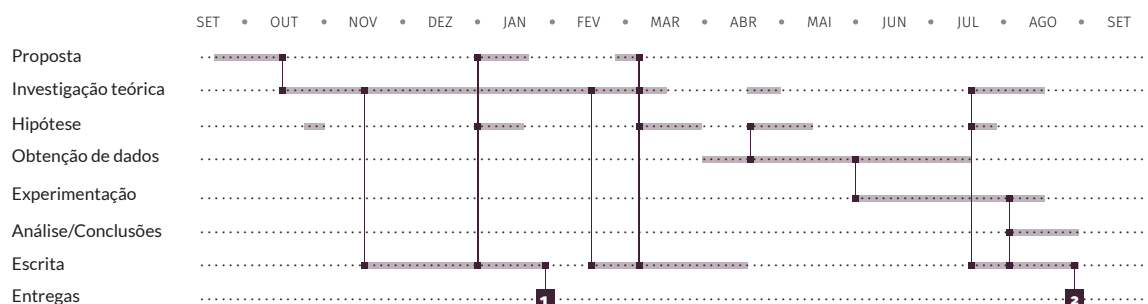 SET • OUT • NOV • DEZ • JAN • FEV • MAR • ABR • MAI • JUN • JUL • AGO • SET
Proposta
Investigação teórica
Hipótese
Obtenção de dados
Experimentação
Análise/Conclusões
Escrita
Entregas 1 2